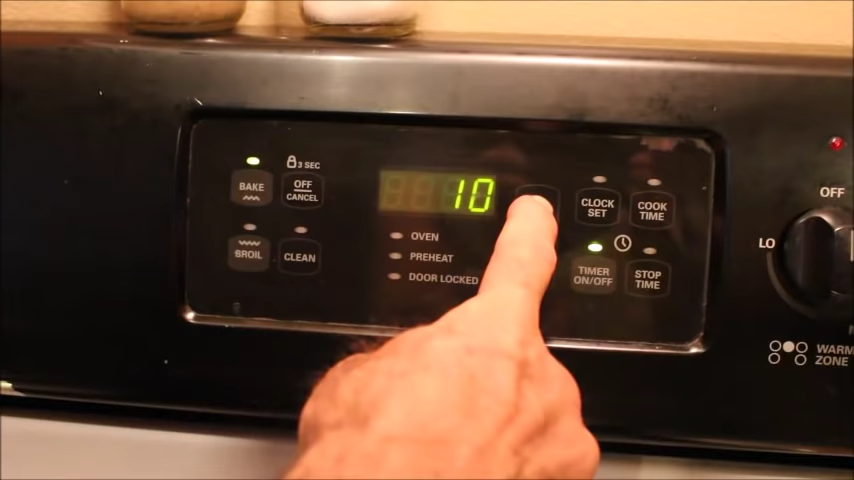 3 SEC
BAKE
OFF
CANCEL
10
CLOCK
SET
COOK
TIME
OFF
BROIL
CLEAN
OVEN
PREHEAT
DOOR LOCKED
TIMER
ON/OFF
STOP
TIME
LO
WARM
ZONE